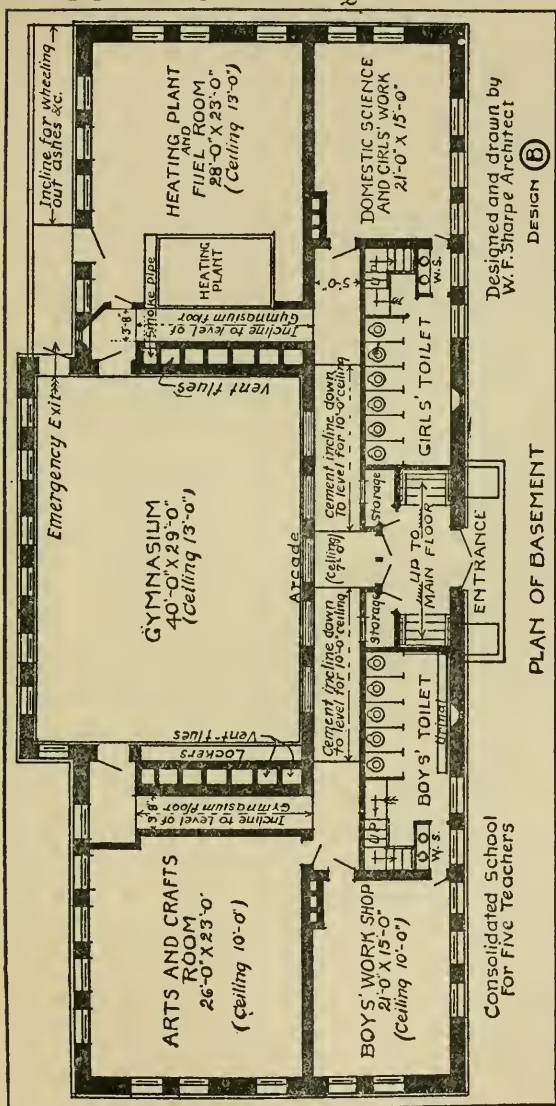 Incline for wheeling
out ashes &c.
Emergency Exit
HEATING PLANT
AND
FUEL ROOM
28'-0" X 23'-0"
(Ceiling 13'-0")
HEATING
PLANT
Smoke pipe
3'-8"
Incline to level of
Gymnasium floor
Vent flues
GYMNASIUM
40'-0" X 29'-0"
(Ceiling 13'-0")
Lockers
Vent flues
Incline to Level of
Gymnasium Floor
ARTS AND CRAFTS
ROOM
26'-0" X 23'-0"
(Ceiling 10'-0")
Arcade
Cement incline down
To level for 10'-0" ceiling
(Ceiling
7'-0")
Cement incline down
To level for 10'-0" ceiling
5'-0"
BOYS' WORK SHOP
21'-0" X 15'-0"
(Ceiling 10'-0")
UP
W.S.
BOYS' TOILET
Urinal
Storage
UP TO
MAIN FLOOR
Storage
GIRLS' TOILET
UP
W.S.
DOMESTIC SCIENCE
AND GIRLS' WORK
21'-0" X 15'-0"
ENTRANCE
Consolidated School
For Five Teachers
PLAN OF BASEMENT
Designed and drawn by
W. F. Sharpe Architect
DESIGN B